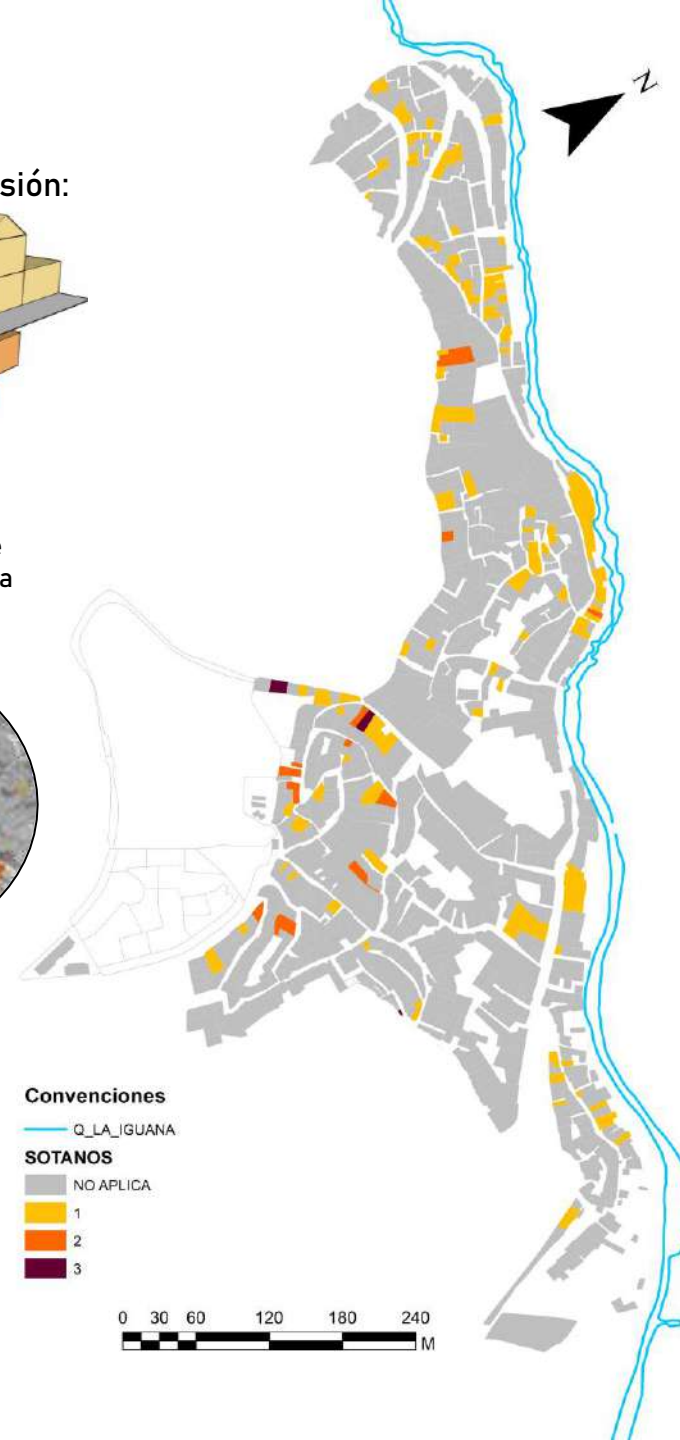 N
sión:
e
a
Convenciones
Q_LA_IGUANA
SOTANOS
NO APLICA
1
2
3
0 30 60 120 180 240
M